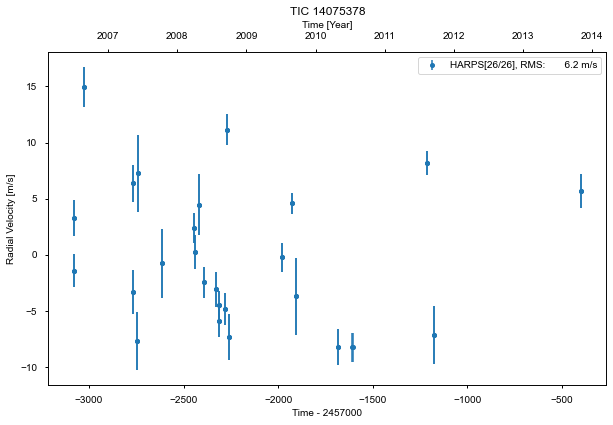 TIC 14075378
Time [Year]
2007 2008 2009 2010 2011 2012 2013 2014
HARPS[26/26], RMS: 6.2 m/s
Radial Velocity [m/s]
15
10
5
0
−5
−10
−3000 −2500 −2000 −1500 −1000 −500
Time - 2457000